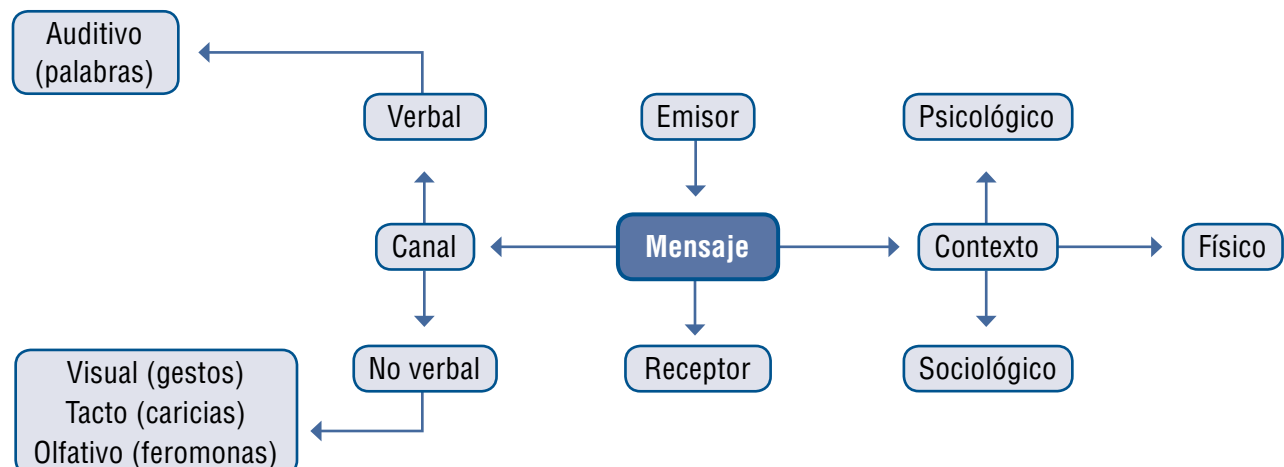 Auditivo
(palabras)
Verbal
Emisor
Psicológico
Canal
Mensaje
Contexto
Físico
Visual (gestos)
Tacto (caricias)
Olfativo (feromonas)
No verbal
Receptor
Sociológico